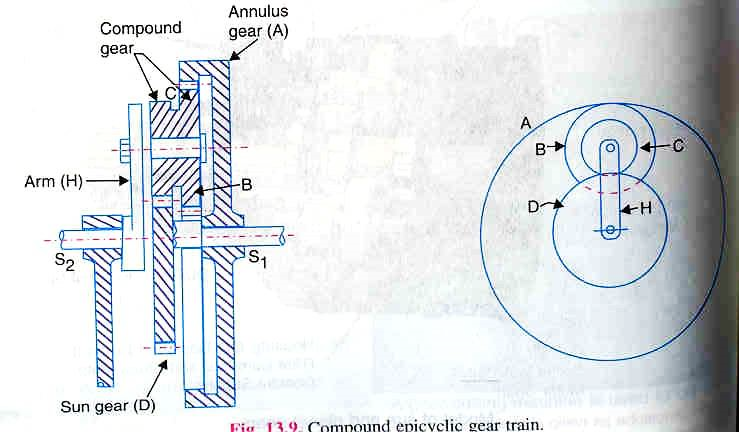 Compound
gear
Annulus
gear (A)
C
Arm (H)
B
S2
S1
Sun gear (D)
A
B
C
D
H
Fig. 13.9. Compound epicyclic gear train.